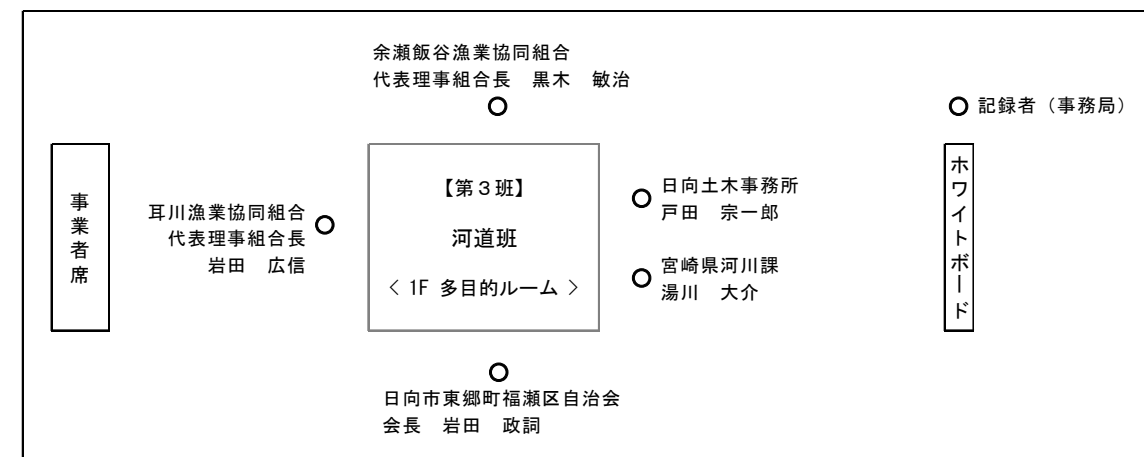 余瀬飯谷漁業協同組合
代表理事組合長　黒木　敏治
記録者（事務局）
事業者席
耳川漁業協同組合
代表理事組合長
岩田　広信
【第３班】
河道班
＜ 1F 多目的ルーム ＞
日向土木事務所
戸田　宗一郎
宮崎県河川課
湯川　大介
ホワイトボード
日向市東郷町福瀬区自治会
会長　岩田　政詞